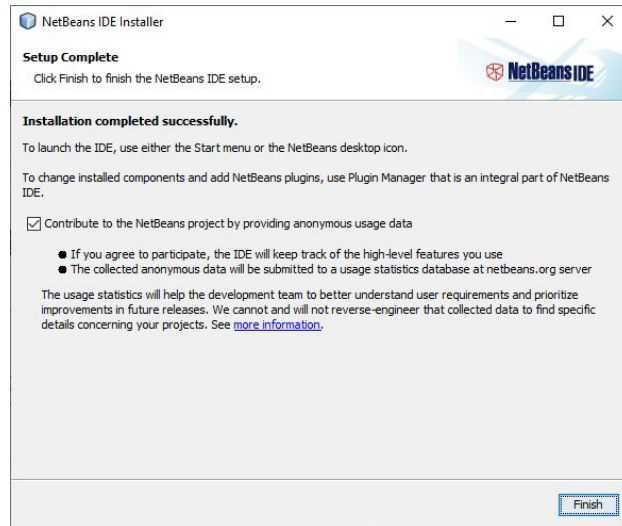 NetBeans IDE Installer
Setup Complete
Click Finish to finish the NetBeans IDE setup.
NetBeans IDE
Installation completed successfully.
To launch the IDE, use either the Start menu or the NetBeans desktop icon.
To change installed components and add NetBeans plugins, use Plugin Manager that is an integral part of NetBeans
IDE.
Contribute to the NetBeans project by providing anonymous usage data
If you agree to participate, the IDE will keep track of the high-level features you use
The collected anonymous data will be submitted to a usage statistics database at netbeans.org server
The usage statistics will help the development team to better understand user requirements and prioritize
improvements in future releases. We cannot and will not reverse-engineer that collected data to find specific
details concerning your projects. See more information.
Finish